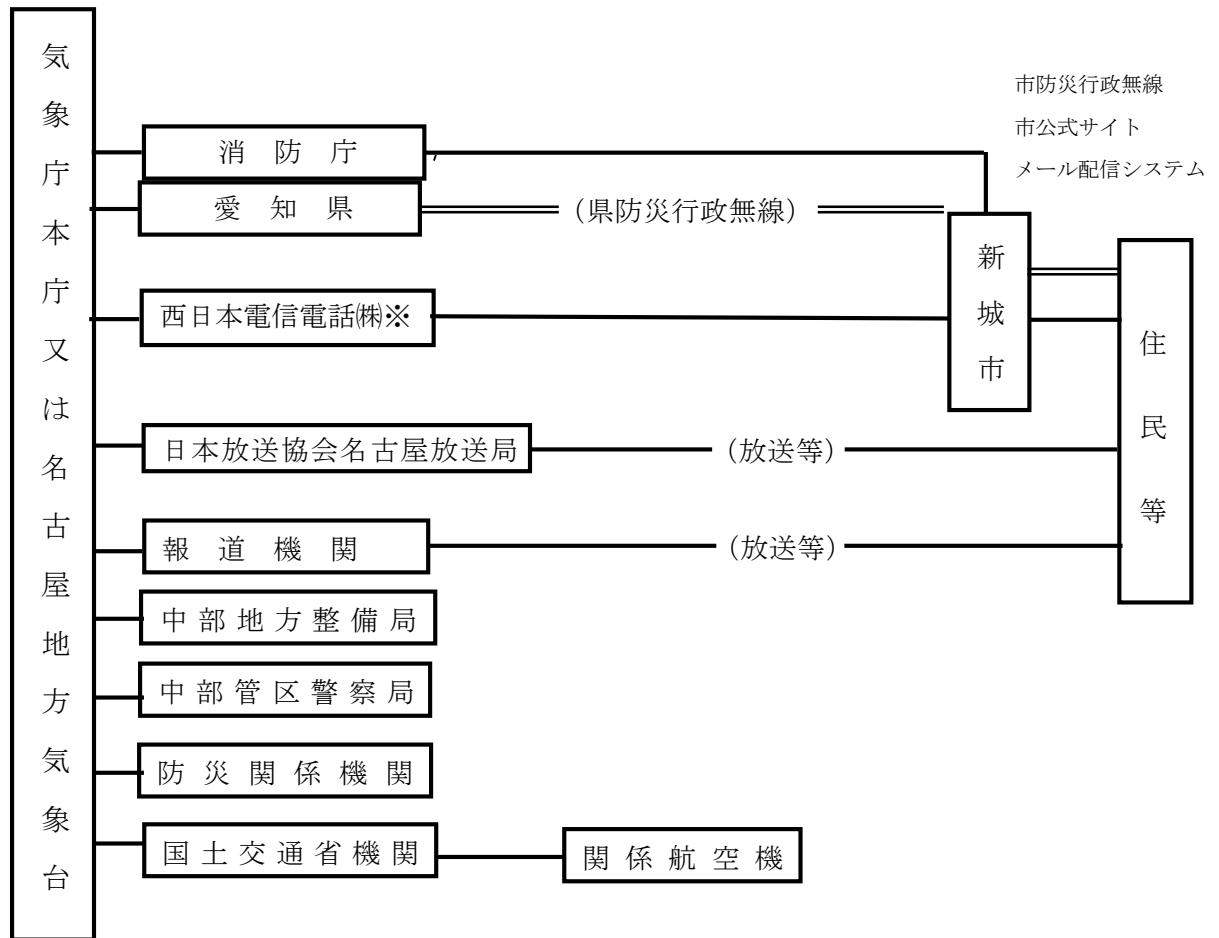 気象庁本庁又は名古屋地方気象台
市防災行政無線
市公式サイト
メール配信システム
消防庁
愛知県
(県防災行政無線)
新城市
西日本電信電話㈱※
住民等
日本放送協会名古屋放送局
(放送等)
報道機関
(放送等)
中部地方整備局
中部管区警察局
防災関係機関
国土交通省機関
関係航空機